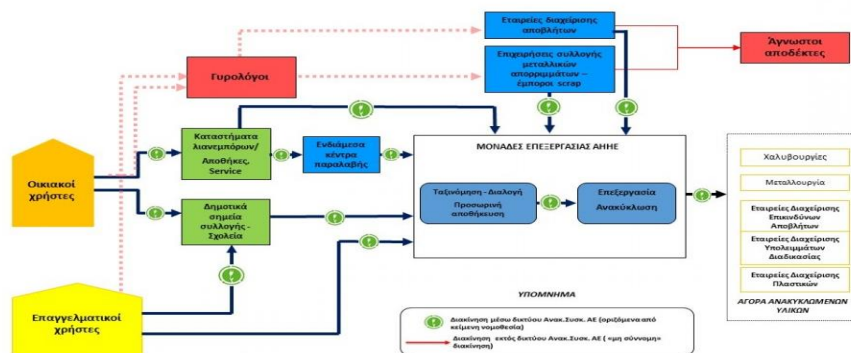 Εταιρείες διαχείρισης
αποβλήτων
Επιχειρήσεις συλλογής
μεταλλικών
απορριμμάτων –
έμποροι scrap
Άγνωστοι
αποδέκτες
Γυρολόγοι
Καταστήματα
λιανεμπόρων/
Αποθήκες,
Service
Ενδιάμεσα
κέντρα
παραλαβής
ΜΟΝΑΔΕΣ ΕΠΕΞΕΡΓΑΣΙΑΣ ΑΗΗΕ
Ταξινόμηση - Διαλογή
Προσωρινή
αποθήκευση
Επεξεργασία
Ανακύκλωση
Οικιακοί
χρήστες
Δημοτικά
σημεία
συλλογής -
Σχολεία
Επαγγελματικοί
χρήστες
Χαλυβουργίες
Μεταλλουργία
Εταιρείες Διαχείρισης
Επικινδύνων
Αποβλήτων
Εταιρείες Διαχείρισης
Υπολειμμάτων
Διαδικασίας
Εταιρείες Διαχείρισης
Πλαστικών
ΑΓΟΡΑ ΑΝΑΚΥΚΛΩΜΕΝΩΝ
ΥΛΙΚΩΝ
ΥΠΟΜΝΗΜΑ
Διακίνηση μέσω δικτύου Ανακ.Συσκ. ΑΕ (οριζόμενα από
κείμενη νομοθεσία)
Διακίνηση εκτός δικτύου Ανακ.Συσκ. ΑΕ ( «μη σύννομη»
διακίνηση)